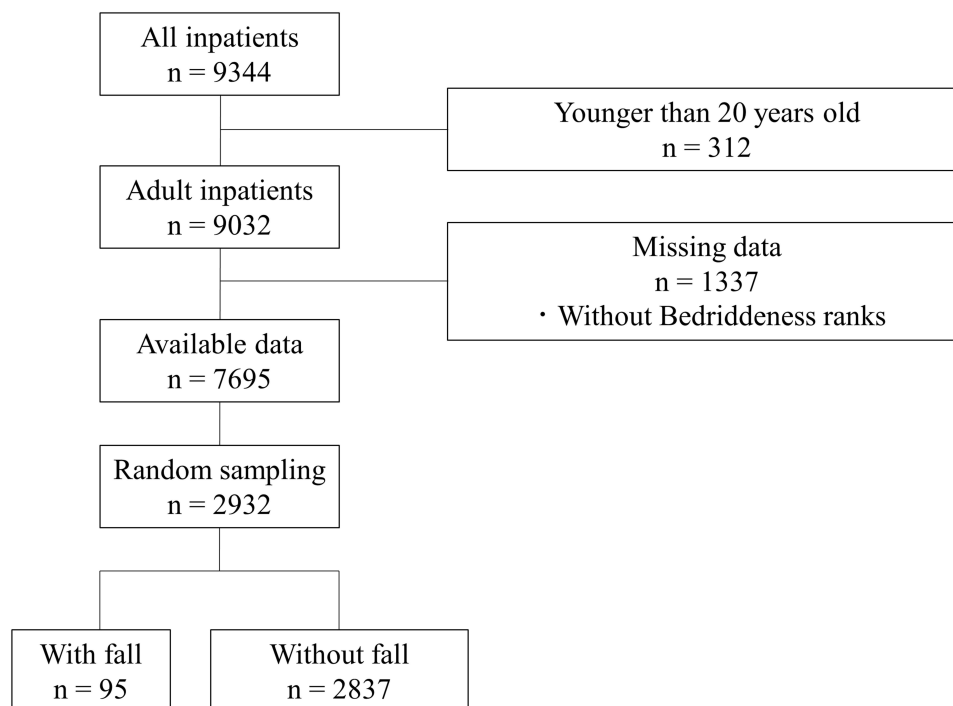 All inpatients
n = 9344
Younger than 20 years old
n = 312
Adult inpatients
n = 9032
Missing data
n = 1337
・Without Bedriddeness ranks
Available data
n = 7695
Random sampling
n = 2932
With fall
n = 95
Without fall
n = 2837